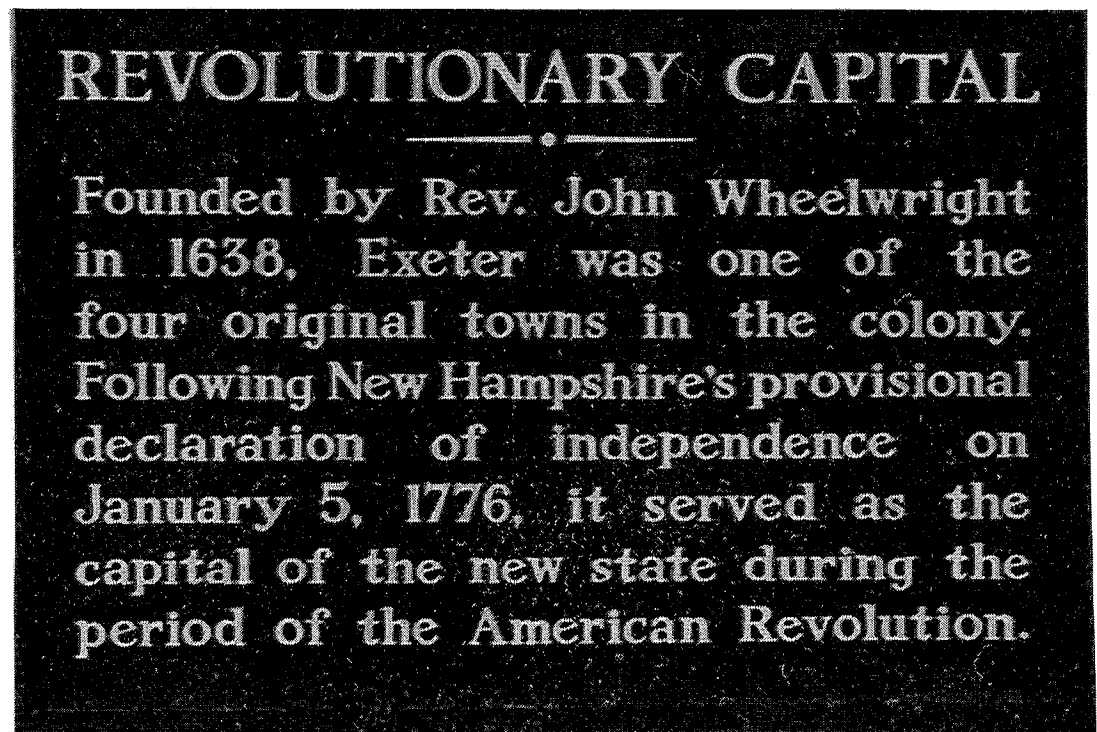 REVOLUTIONARY CAPITAL
Founded by Rev. John Wheelwright
in 1638, Exeter was one of the
four original towns in the colony.
Following New Hampshire's provisional
declaration of independence on
January 5, 1776, it served as the
capital of the new state during the
period of the American Revolution.